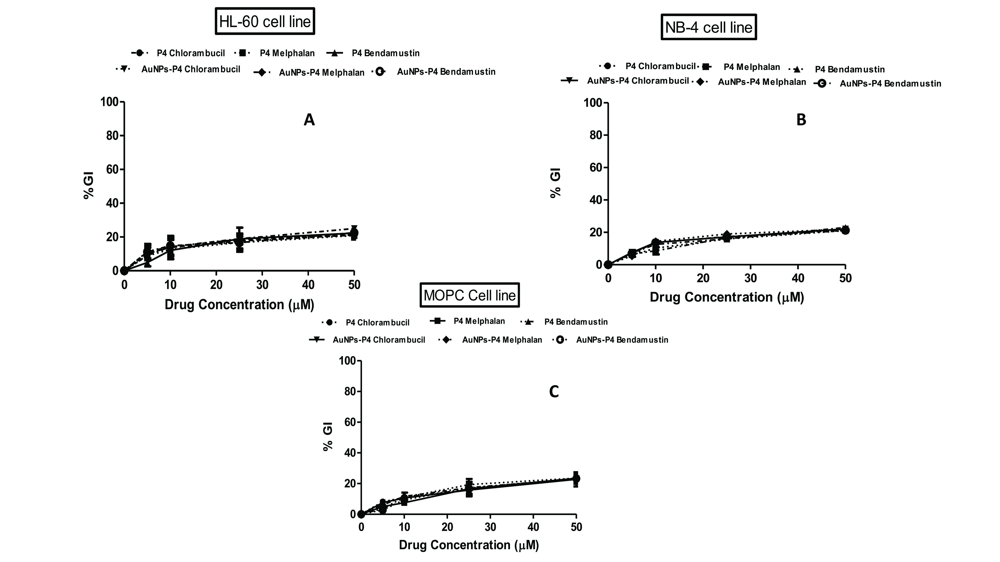 HL-60 cell line
P4 Chlorambucil P4 Melphalan P4 Bendamustin
AuNPs-P4 Chlorambucil AuNPs-P4 Melphalan AuNPs-P4 Bendamustin
A
100
80
60
40
20
0
%GI
0 10 20 30 40 50
Drug Concentration (μM)
NB-4 cell line
P4 Chlorambucil P4 Melphalan P4 Bendamustin
AuNPs-P4 Chlorambucil AuNPs-P4 Melphalan AuNPs-P4 Bendamustin
B
100
80
60
40
20
0
% GI
0 10 20 30 40 50
Drug Concentration (μM)
MOPC Cell line
P4 Chlorambucil P4 Melphalan P4 Bendamustin
AuNPs-P4 Chlorambucil AuNPs-P4 Melphalan AuNPs-P4 Bendamustin
C
100
80
60
40
20
0
% GI
0 10 20 30 40 50
Drug Concentration (μM)